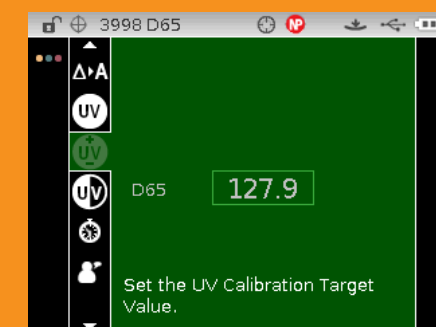 3998 D65
NP
Δ▸A
UV
UV
UV
D65 127.9
Set the UV Calibration Target
Value.